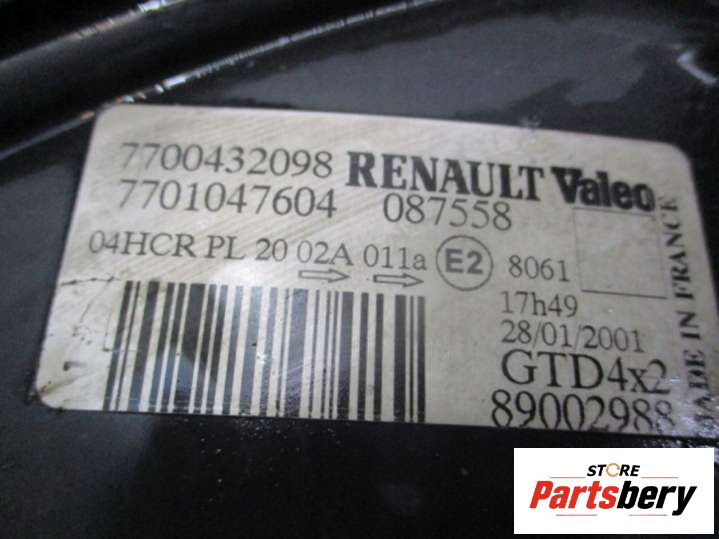 7700432098 RENAULT Valeo
7701047604 087558
04HCR PL 20 02A 011a E2 8061
17h49
28/01/2001
GTD4x2
89002988
MADE IN FRANCE
STORE
Partsbery